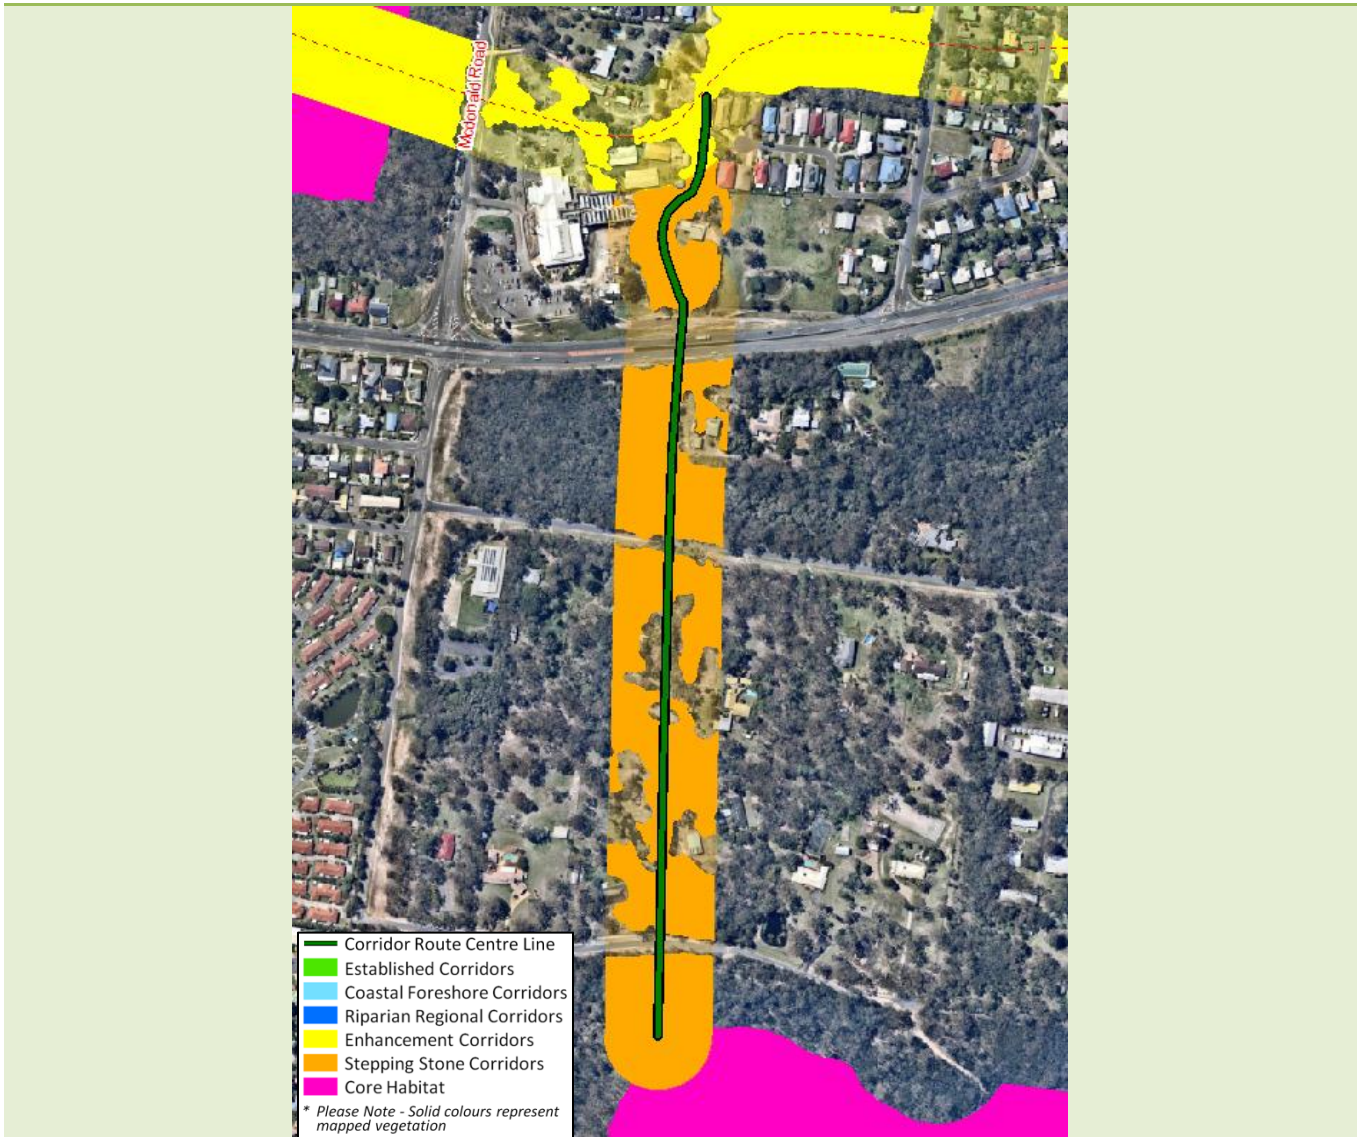 Mcdonald Road
Corridor Route Centre Line
Established Corridors
Coastal Foreshore Corridors
Riparian Regional Corridors
Enhancement Corridors
Stepping Stone Corridors
Core Habitat
* Please Note - Solid colours represent
mapped vegetation